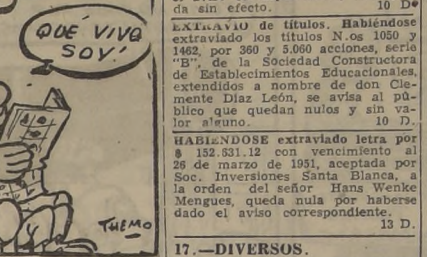 da sin efecto. 10 D.
EXTRAVIO de títulos. Habiéndose
extraviado los títulos N.os 1050 y
1462, por 360 y 5.060 acciones, serie
"B", de la Sociedad Constructora
de Establecimientos Educacionales,
extendidos a nombre de don Cle-
mente Díaz León, se avisa al pú-
blico que quedan nulos y sin va-
lor alguno. 10 D.
HABIENDOSE extraviado letra por
$ 152.631.12 con vencimiento al
26 de marzo de 1951, aceptada por
Soc. Inversiones Santa Blanca, a
la orden del señor Hans Wenke
Mengues, queda nula por haberse
dado el aviso correspondiente.
13 D.
17.—DIVERSOS.
QUÉ VIVO
SOY!
THEMO